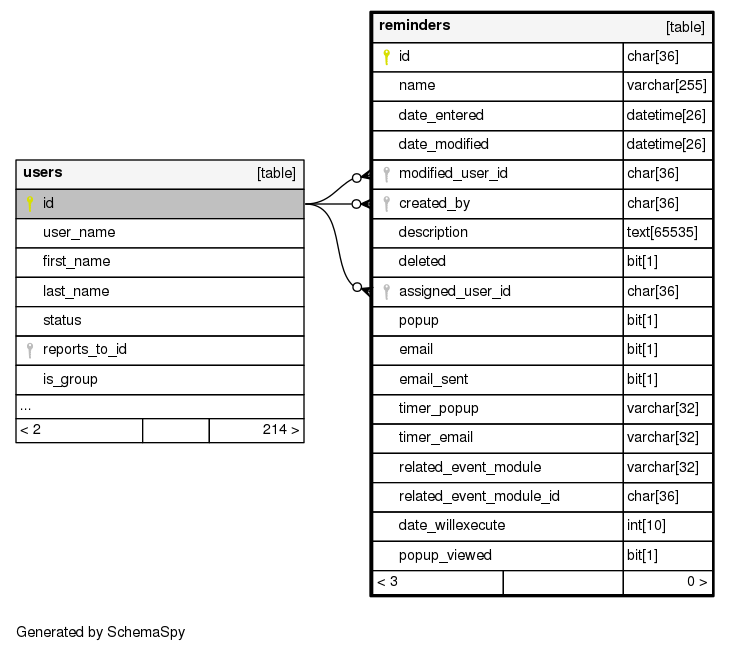 users [table]
id
user_name
first_name
last_name
status
reports_to_id
is_group
...
< 2 214 >
reminders [table]
id char[36]
name varchar[255]
date_entered datetime[26]
date_modified datetime[26]
modified_user_id char[36]
created_by char[36]
description text[65535]
deleted bit[1]
assigned_user_id char[36]
popup bit[1]
email bit[1]
email_sent bit[1]
timer_popup varchar[32]
timer_email varchar[32]
related_event_module varchar[32]
related_event_module_id char[36]
date_willexecute int[10]
popup_viewed bit[1]
< 3 0 >
Generated by SchemaSpy